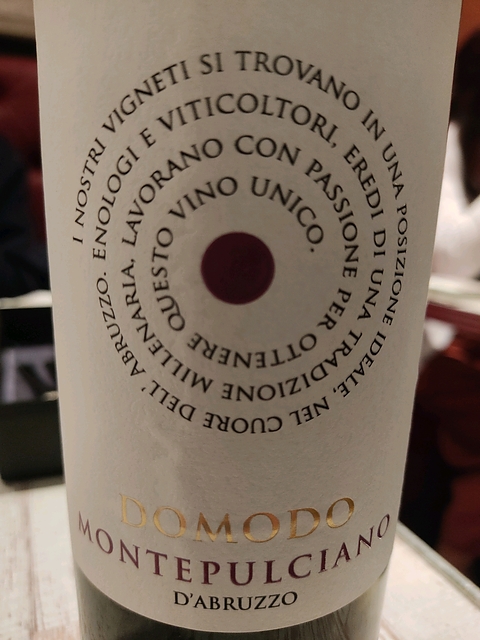 I NOSTRI VIGNETI SI TROVANO IN UNA POSIZIONE IDEALE, NEL CUORE DELL' ABRUZZO. ENOLOGI E VITICOLTORI, EREDI DI UNA TRADIZIONE MILLENARIA, LAVORANO CON PASSIONE PER OTTENERE QUESTO VINO UNICO.
DOMODO
MONTEPULCIANO
D'ABRUZZO